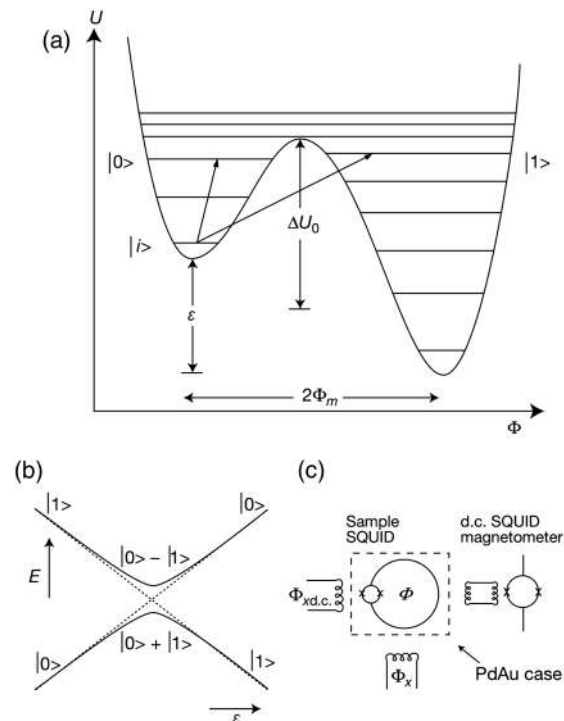 (a)
U
|0>
|1>
|i>
ΔU₀
ε
2Φₘ
Φ
(b)
|1>
|0>
E
|0> − |1>
|0> + |1>
|0>
|1>
ε
(c)
Sample
SQUID
d.c. SQUID
magnetometer
Φₓd.c.
Φ
Φₓ
PdAu case